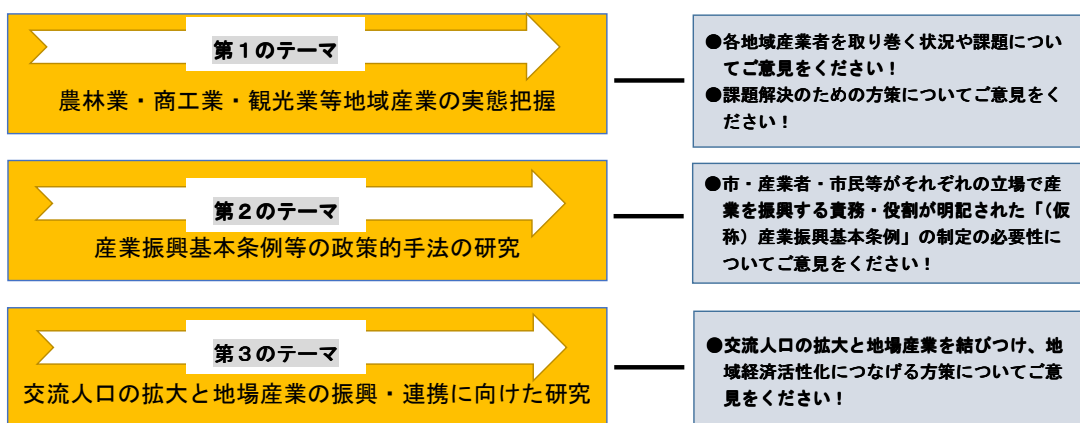 第1のテーマ
農林業・商工業・観光業等地域産業の実態把握
●各地域産業者を取り巻く状況や課題につい
てご意見をください！
●課題解決のための方策についてご意見をく
ださい！
第2のテーマ
産業振興基本条例等の政策的手法の研究
●市・産業者・市民等がそれぞれの立場で産
業を振興する責務・役割が明記された「(仮
称）産業振興基本条例」の制定の必要性に
ついてご意見をください！
第3のテーマ
交流人口の拡大と地場産業の振興・連携に向けた研究
●交流人口の拡大と地場産業を結びつけ、地
域経済活性化につなげる方策についてご意
見をください！